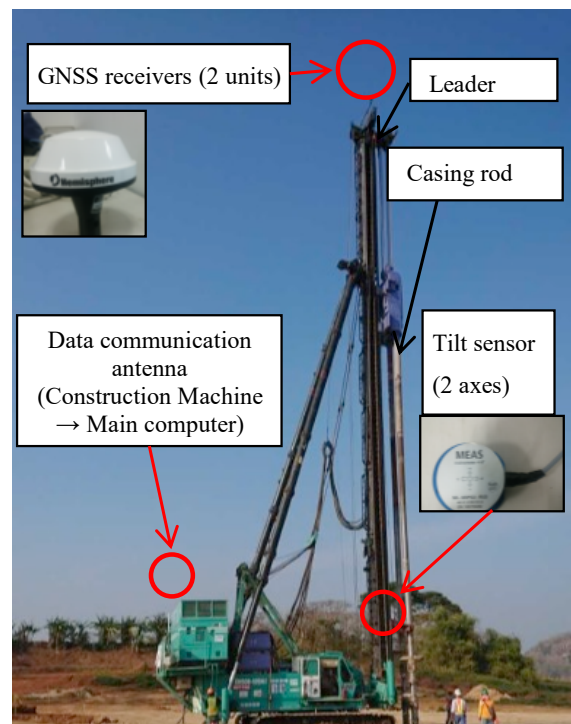 GNSS receivers (2 units)
Leader
Hemisphere
Casing rod
Data communication
antenna
(Construction Machine
→ Main computer)
Tilt sensor
(2 axes)
MEAS